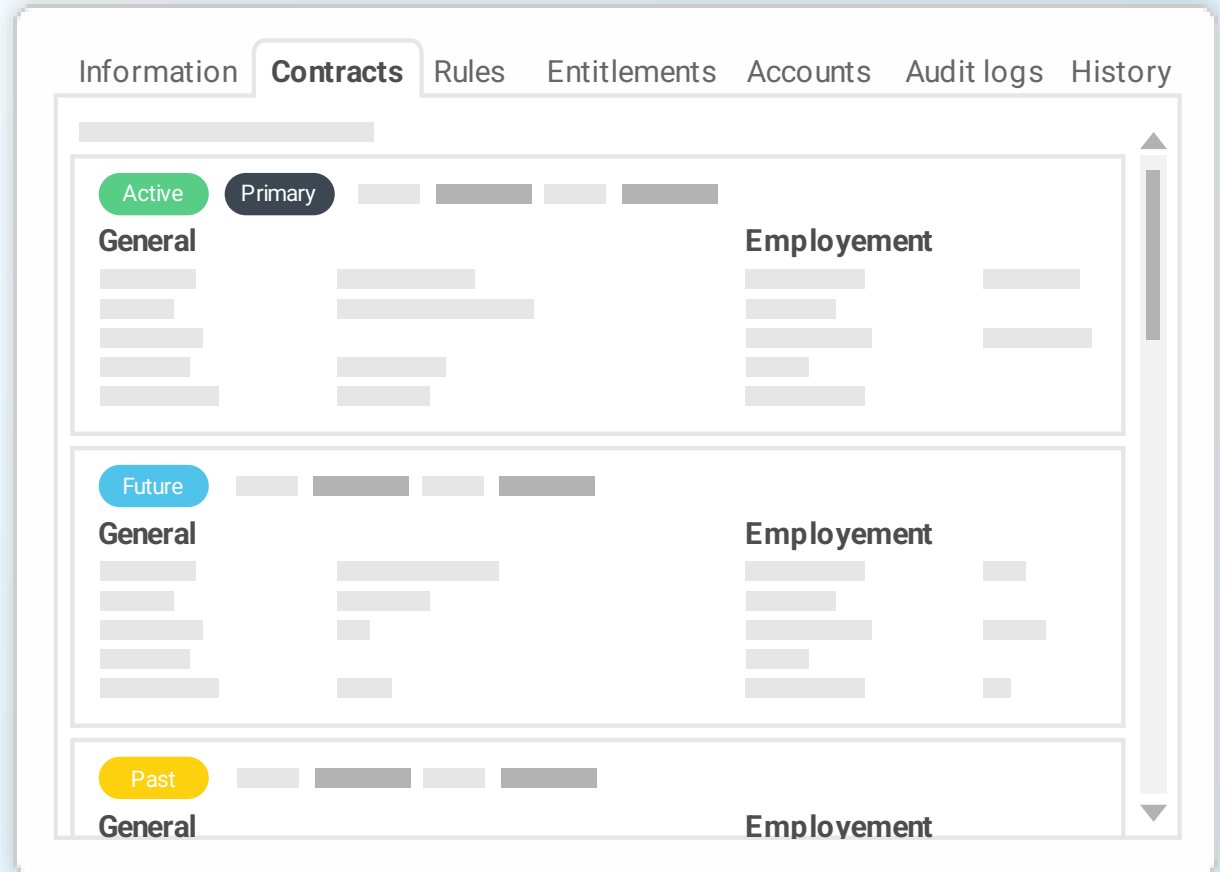 Information Contracts Rules Entitlements Accounts Audit logs History
Active Primary
General Employement
Future
General Employement
Past
General Employement